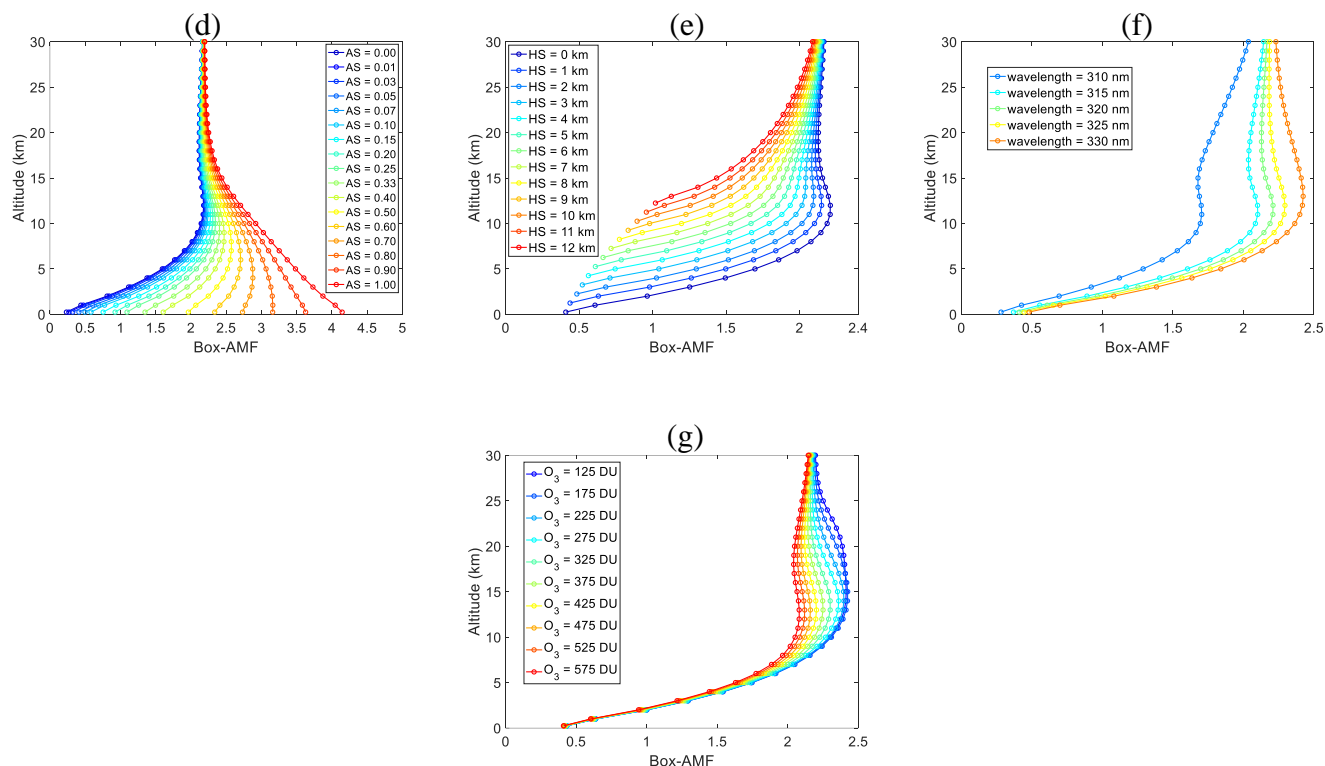 (d)
30
25
20
15
10
5
0
Altitude (km)
AS = 0.00
AS = 0.01
AS = 0.03
AS = 0.05
AS = 0.07
AS = 0.10
AS = 0.15
AS = 0.20
AS = 0.25
AS = 0.33
AS = 0.40
AS = 0.50
AS = 0.60
AS = 0.70
AS = 0.80
AS = 0.90
AS = 1.00
0 0.5 1 1.5 2 2.5 3 3.5 4 4.5 5
Box-AMF
(e)
30
25
20
15
10
5
0
Altitude (km)
HS = 0 km
HS = 1 km
HS = 2 km
HS = 3 km
HS = 4 km
HS = 5 km
HS = 6 km
HS = 7 km
HS = 8 km
HS = 9 km
HS = 10 km
HS = 11 km
HS = 12 km
0 1 2 2.4
Box-AMF
(f)
30
25
20
15
10
5
0
Altitude (km)
wavelength = 310 nm
wavelength = 315 nm
wavelength = 320 nm
wavelength = 325 nm
wavelength = 330 nm
0 0.5 1 1.5 2 2.5
Box-AMF
(g)
30
25
20
15
10
5
0
Altitude (km)
O3 = 125 DU
O3 = 175 DU
O3 = 225 DU
O3 = 275 DU
O3 = 325 DU
O3 = 375 DU
O3 = 425 DU
O3 = 475 DU
O3 = 525 DU
O3 = 575 DU
0 0.5 1 1.5 2 2.5
Box-AMF